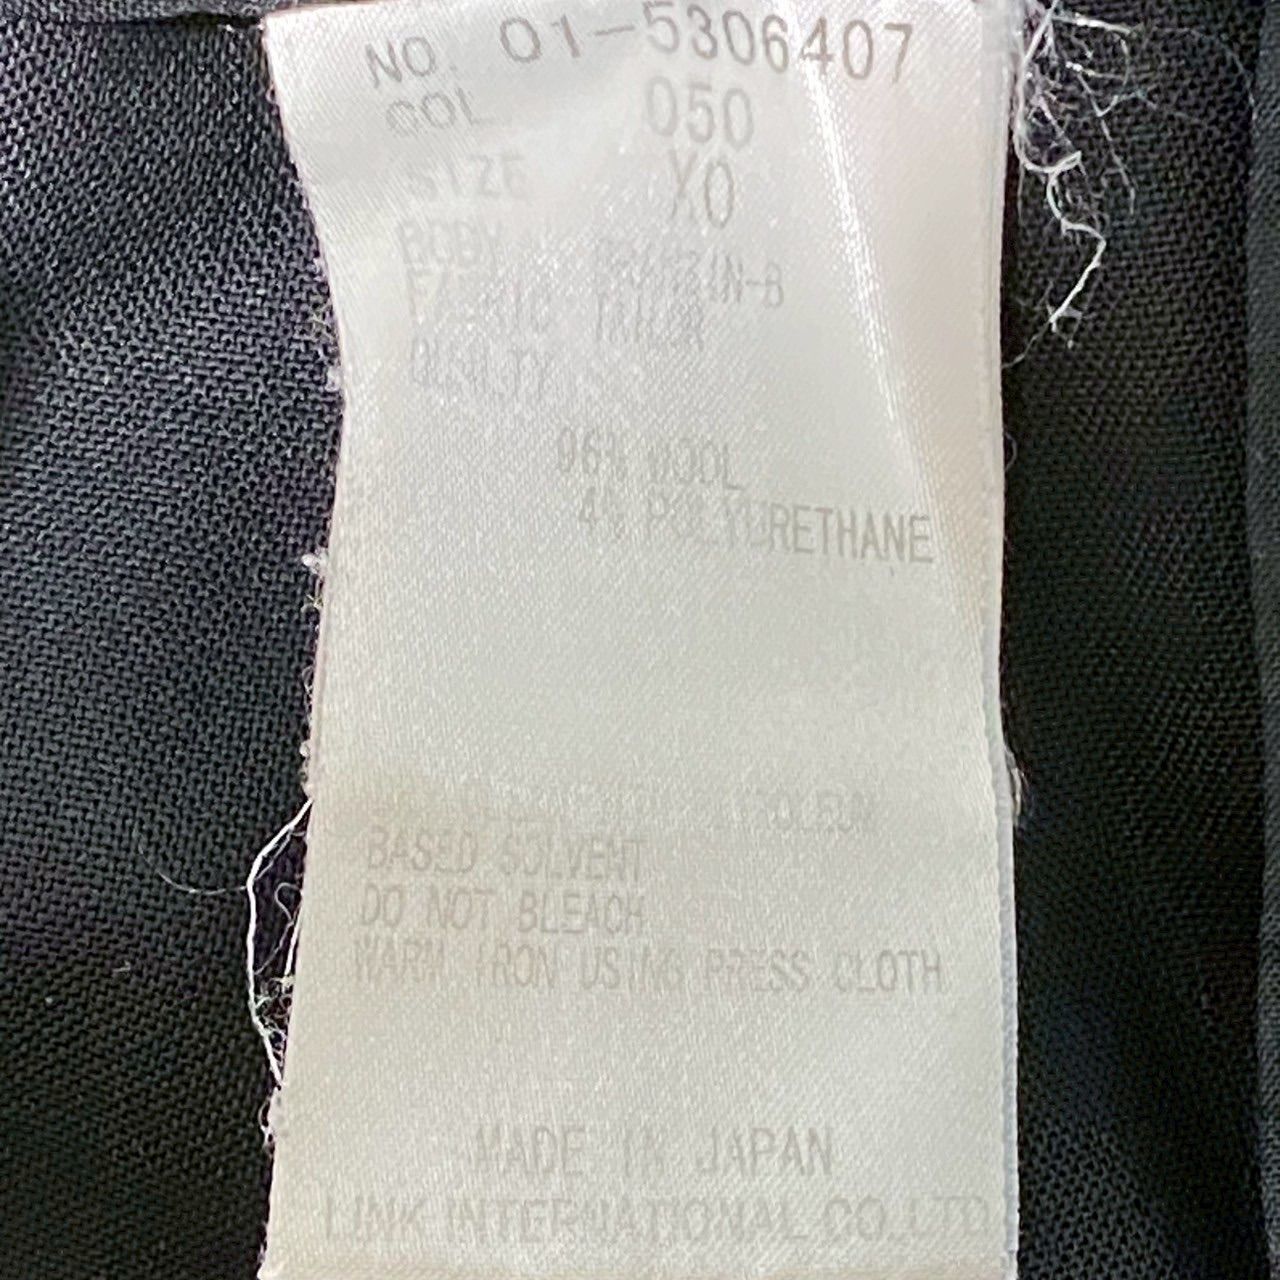 NO. 01-5306407
COL 050
SIZE XO
BODY
FABRIC TAILOR
QUALITY
96% WOOL
4% POLYURETHANE
BASED SOLVENT
DO NOT BLEACH
WARM IRON USING PRESS CLOTH
MADE IN JAPAN
LINK INTERNATIONAL CO.LTD